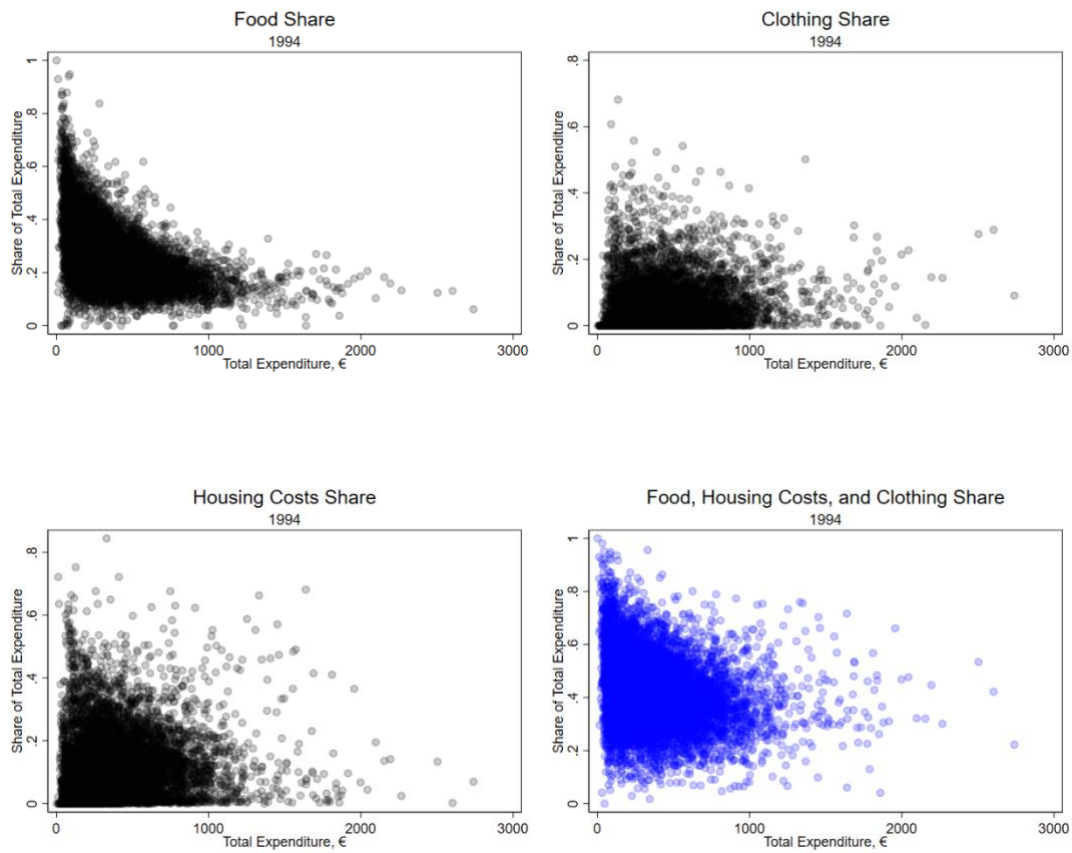 Food Share
1994
Share of Total Expenditure
1
.8
.6
.4
.2
0
0 1000 2000 3000
Total Expenditure, €
Clothing Share
1994
Share of Total Expenditure
.8
.6
.4
.2
0
0 1000 2000 3000
Total Expenditure, €
Housing Costs Share
1994
Share of Total Expenditure
.8
.6
.4
.2
0
0 1000 2000 3000
Total Expenditure, €
Food, Housing Costs, and Clothing Share
1994
Share of Total Expenditure
1
.8
.6
.4
.2
0
0 1000 2000 3000
Total Expenditure, €